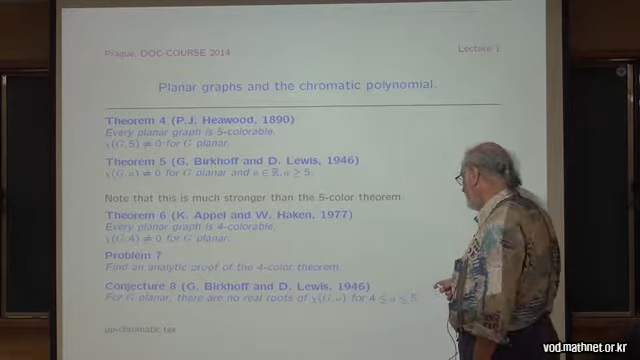 Prague, DOC-COURSE 2014
Lecture 1
Planar graphs and the chromatic polynomial.
Theorem 4 (P.J. Heawood, 1890)
Every planar graph is 5-colorable.
χ(G, 5) ≠ 0 for G planar.
Theorem 5 (G. Birkhoff and D. Lewis, 1946)
χ(G, a) ≠ 0 for G planar and a ∈ ℝ, a ≥ 5.
Note that this is much stronger than the 5-color theorem.
Theorem 6 (K. Appel and W. Haken, 1977)
Every planar graph is 4-colorable.
χ(G, 4) ≠ 0 for G planar.
Problem 7
Find an analytic proof of the 4-color theorem.
Conjecture 8 (G. Birkhoff and D. Lewis, 1946)
For G planar, there are no real roots of χ(G, a) for 4 ≤ a ≤ 5.
pp-chromatic.tex
vod.mathnet.or.kr